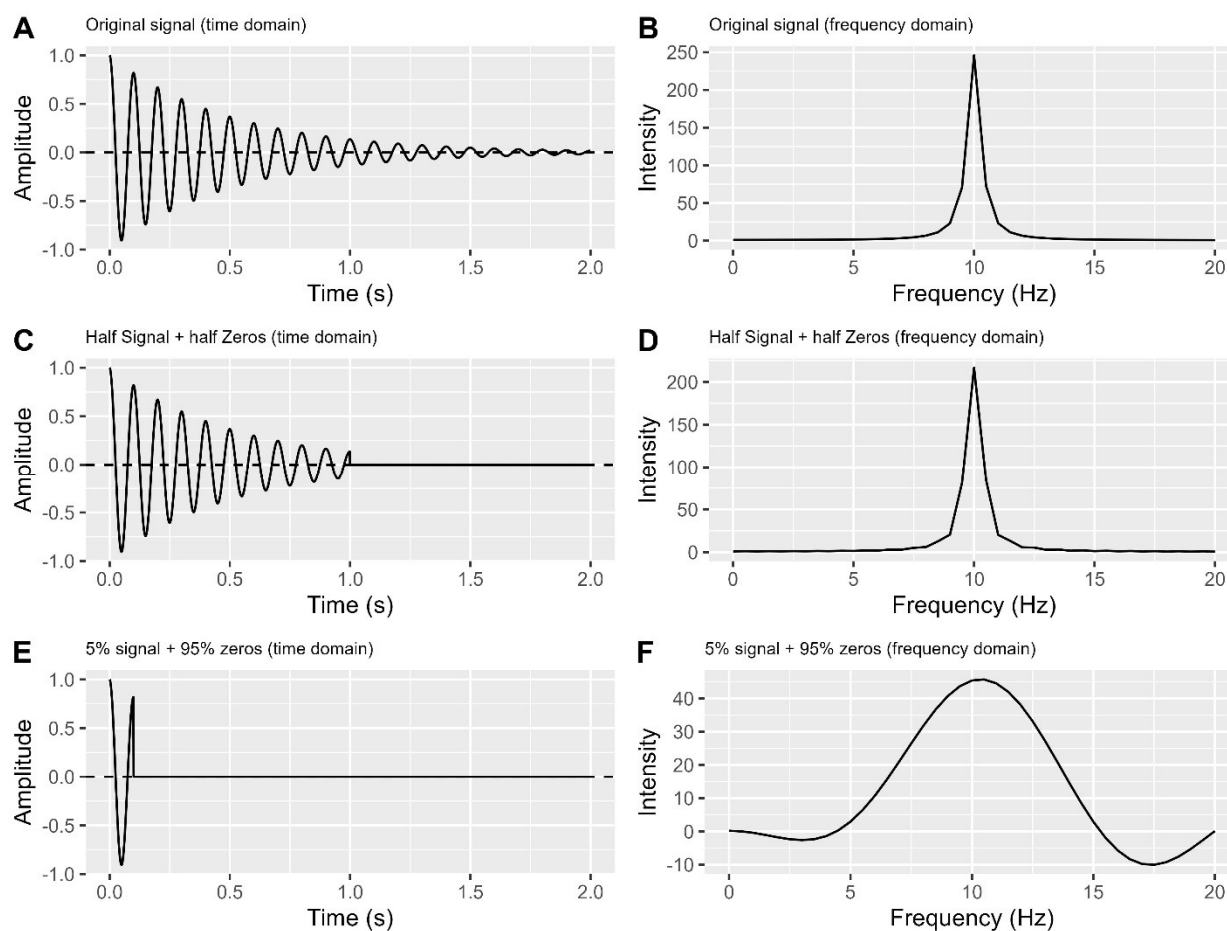 A Original signal (time domain)
1.0
0.5
0.0
-0.5
-1.0
Amplitude
0.0 0.5 1.0 1.5 2.0
Time (s)
B Original signal (frequency domain)
250
200
150
100
50
0
Intensity
0 5 10 15 20
Frequency (Hz)
C Half Signal + half Zeros (time domain)
1.0
0.5
0.0
-0.5
-1.0
Amplitude
0.0 0.5 1.0 1.5 2.0
Time (s)
D Half Signal + half Zeros (frequency domain)
200
150
100
50
0
Intensity
0 5 10 15 20
Frequency (Hz)
E 5% signal + 95% zeros (time domain)
1.0
0.5
0.0
-0.5
-1.0
Amplitude
0.0 0.5 1.0 1.5 2.0
Time (s)
F 5% signal + 95% zeros (frequency domain)
40
30
20
10
0
-10
Intensity
0 5 10 15 20
Frequency (Hz)